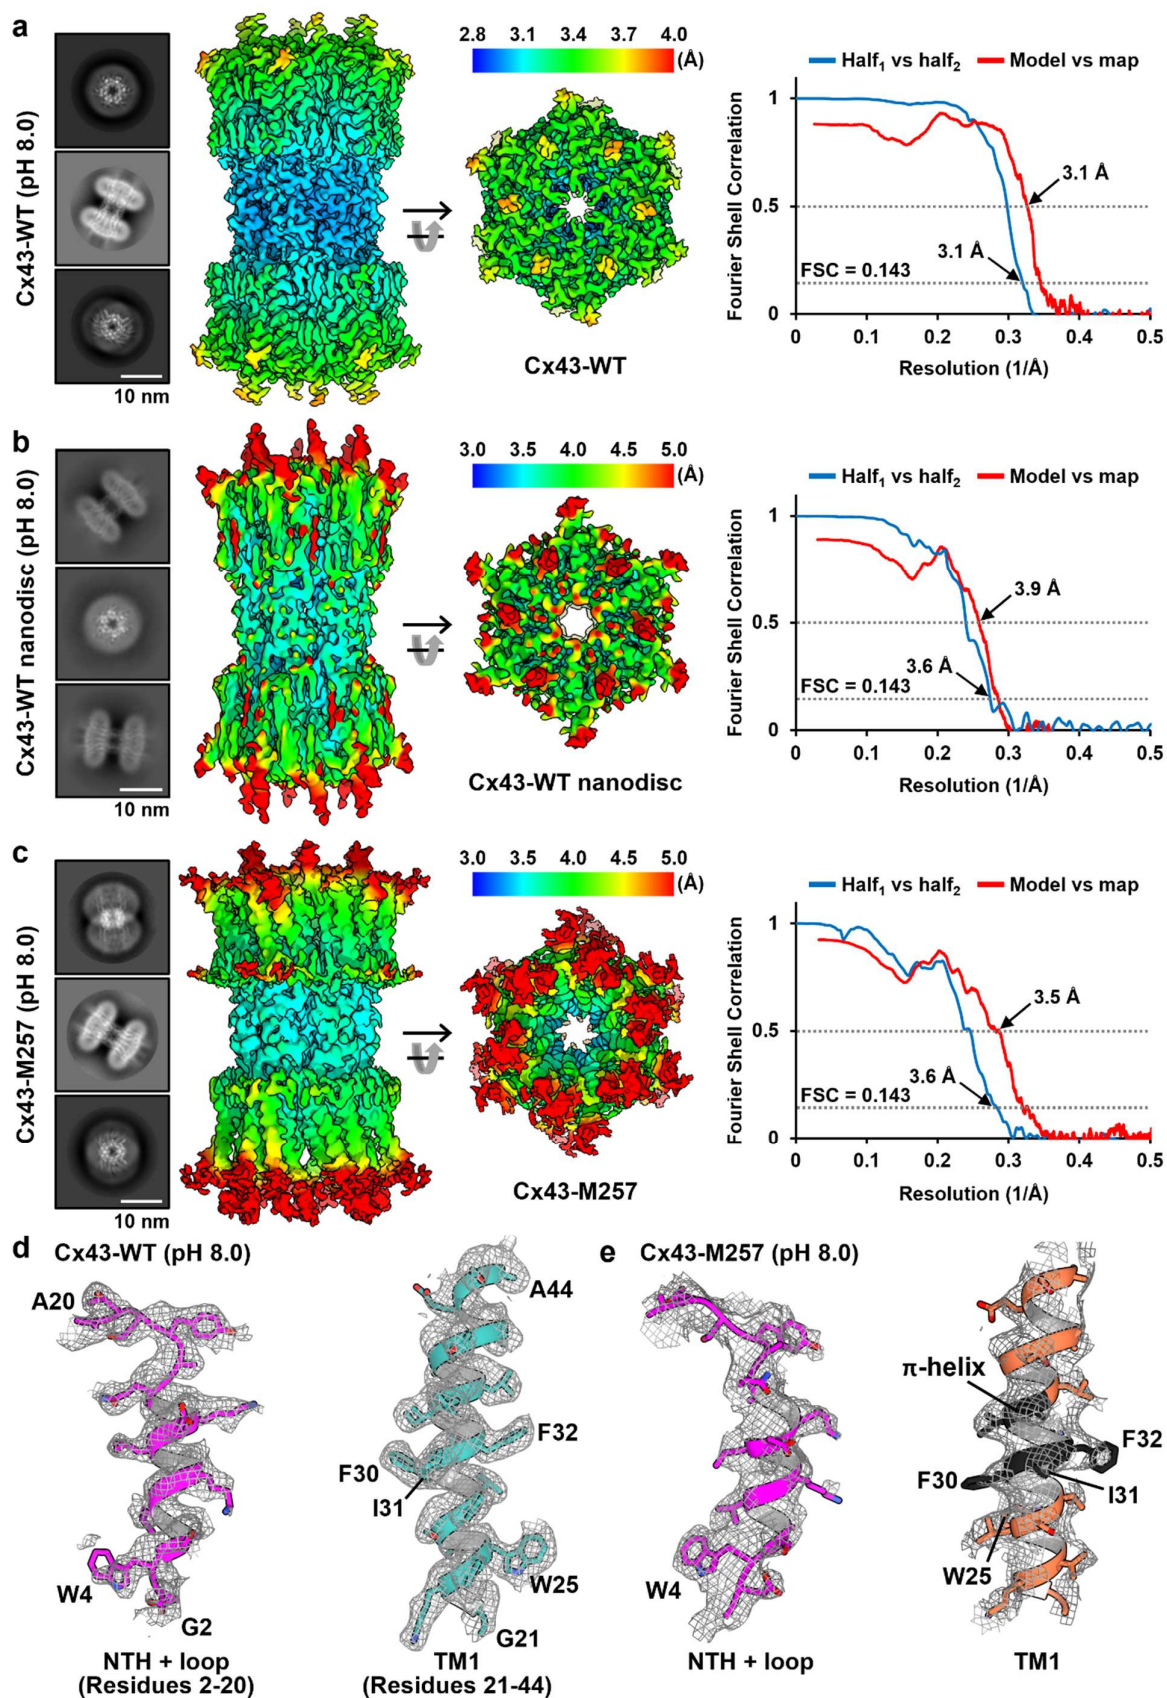 a
Cx43-WT (pH 8.0)
10 nm
2.8 3.1 3.4 3.7 4.0
(Å)
Cx43-WT
Half1 vs half2 Model vs map
Fourier Shell Correlation
1
0.5
0
3.1 Å
3.1 Å
FSC = 0.143
0 0.1 0.2 0.3 0.4 0.5
Resolution (1/Å)
b
Cx43-WT nanodisc (pH 8.0)
10 nm
3.0 3.5 4.0 4.5 5.0
(Å)
Cx43-WT nanodisc
Half1 vs half2 Model vs map
Fourier Shell Correlation
1
0.5
0
3.9 Å
3.6 Å
FSC = 0.143
0 0.1 0.2 0.3 0.4 0.5
Resolution (1/Å)
c
Cx43-M257 (pH 8.0)
10 nm
3.0 3.5 4.0 4.5 5.0
(Å)
Cx43-M257
Half1 vs half2 Model vs map
Fourier Shell Correlation
1
0.5
0
3.5 Å
3.6 Å
FSC = 0.143
0 0.1 0.2 0.3 0.4 0.5
Resolution (1/Å)
d
Cx43-WT (pH 8.0)
A20
W4
G2
NTH + loop
(Residues 2-20)
A44
F32
F30
I31
W25
G21
TM1
(Residues 21-44)
e
Cx43-M257 (pH 8.0)
W4
NTH + loop
π-helix
F32
F30
I31
W25
TM1